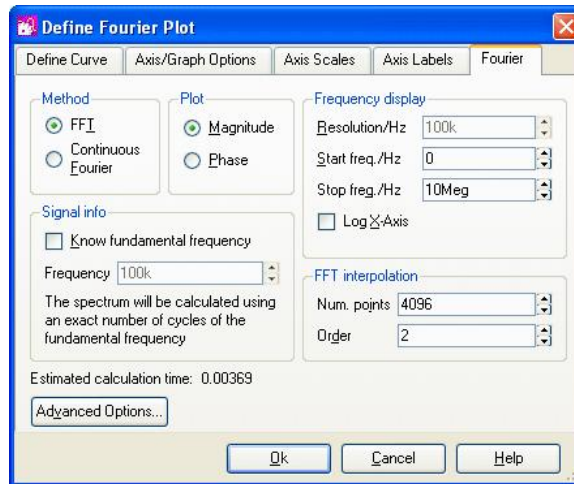 Define Fourier Plot
Define Curve
Axis/Graph Options
Axis Scales
Axis Labels
Fourier
Method
FFT
Continuous
Fourier
Plot
Magnitude
Phase
Frequency display
Resolution/Hz 100k
Start freq./Hz 0
Stop freq./Hz 10Meg
Log X-Axis
Signal info
Know fundamental frequency
Frequency 100k
The spectrum will be calculated using
an exact number of cycles of the
fundamental frequency
FFT interpolation
Num. points 4096
Order 2
Estimated calculation time: 0.00369
Advanced Options...
Ok
Cancel
Help